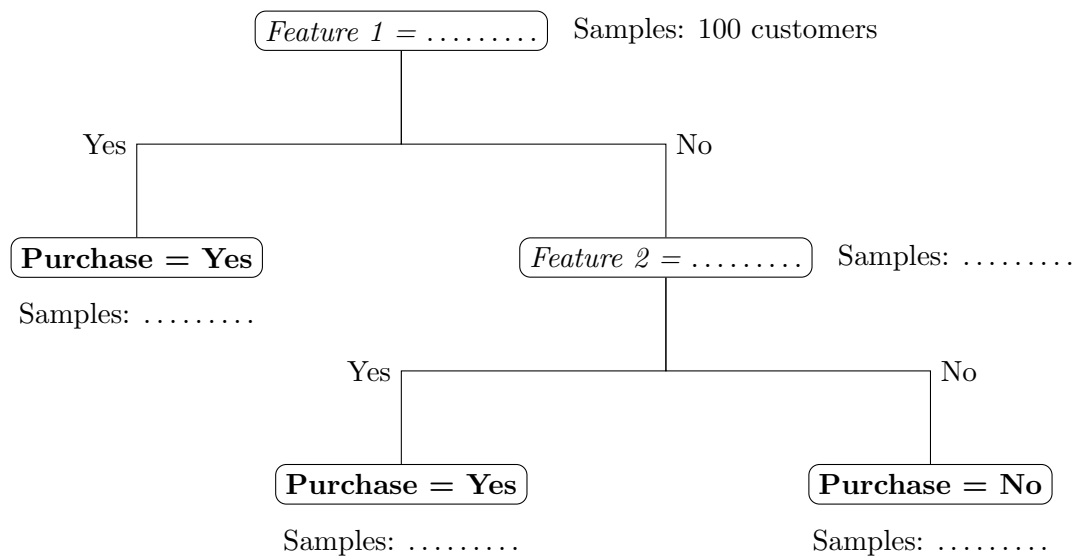 Feature 1 = ......... Samples: 100 customers
Yes No
Purchase = Yes Feature 2 = ......... Samples: .........
Samples: .........
Yes No
Purchase = Yes Purchase = No
Samples: ......... Samples: .........